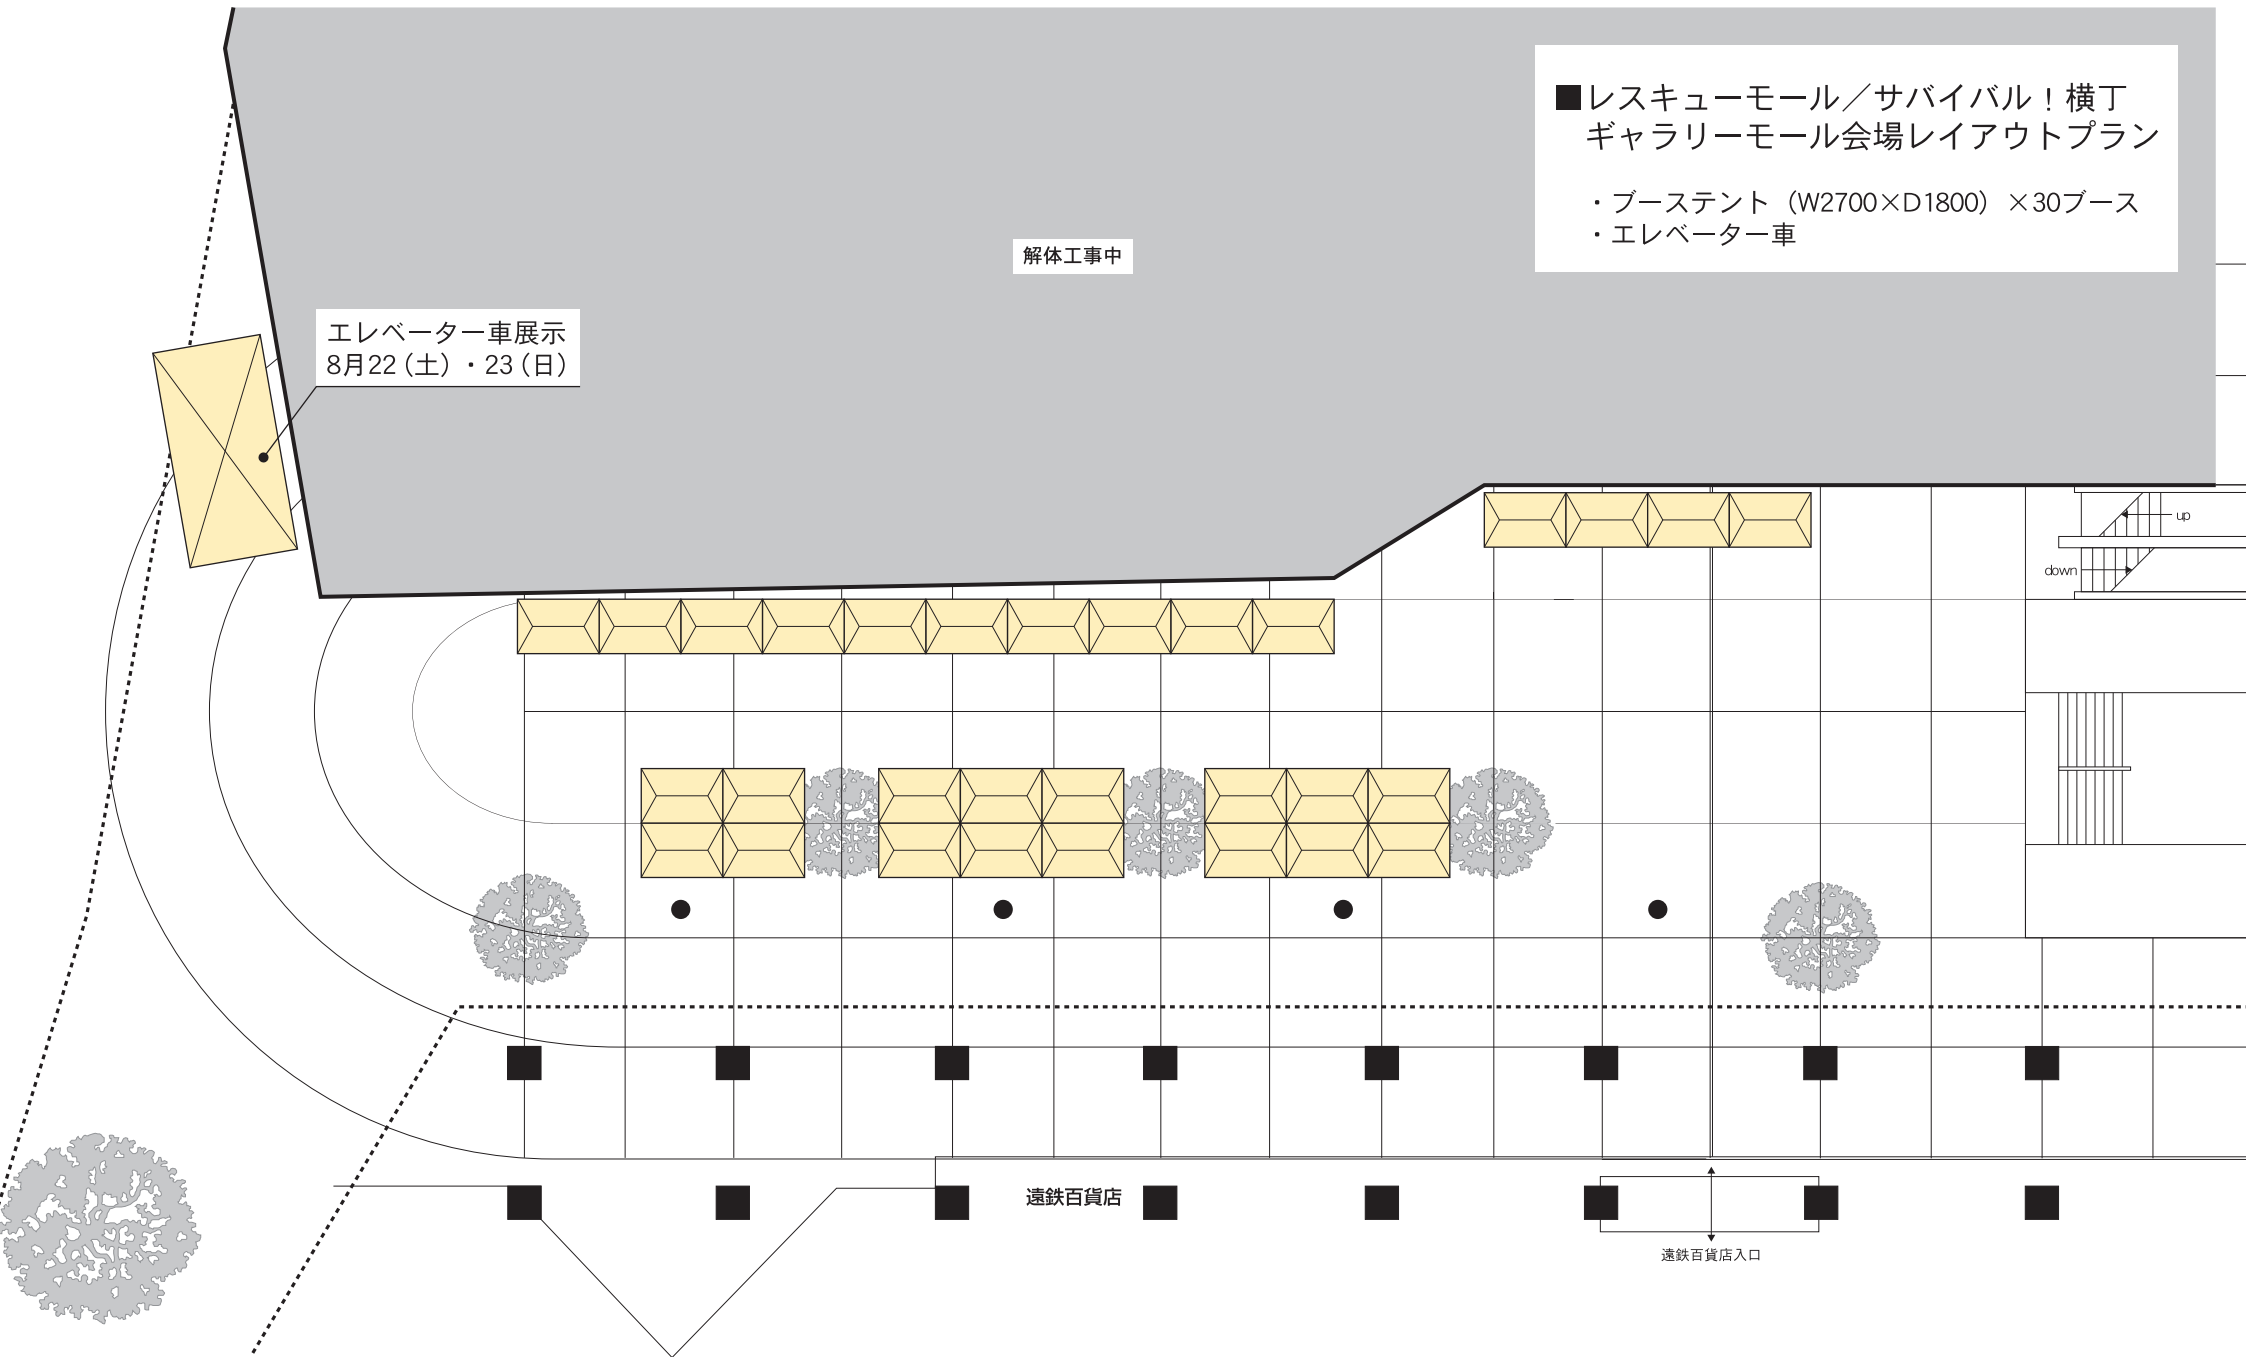 ■レスキューモール／サバイバル！横丁
ギャラリーモール会場レイアウトプラン
・ブーステント（W2700×D1800）×30ブース
・エレベーター車
解体工事中
エレベーター車展示
8月22（土）・23（日）
up
down
遠鉄百貨店
遠鉄百貨店入口